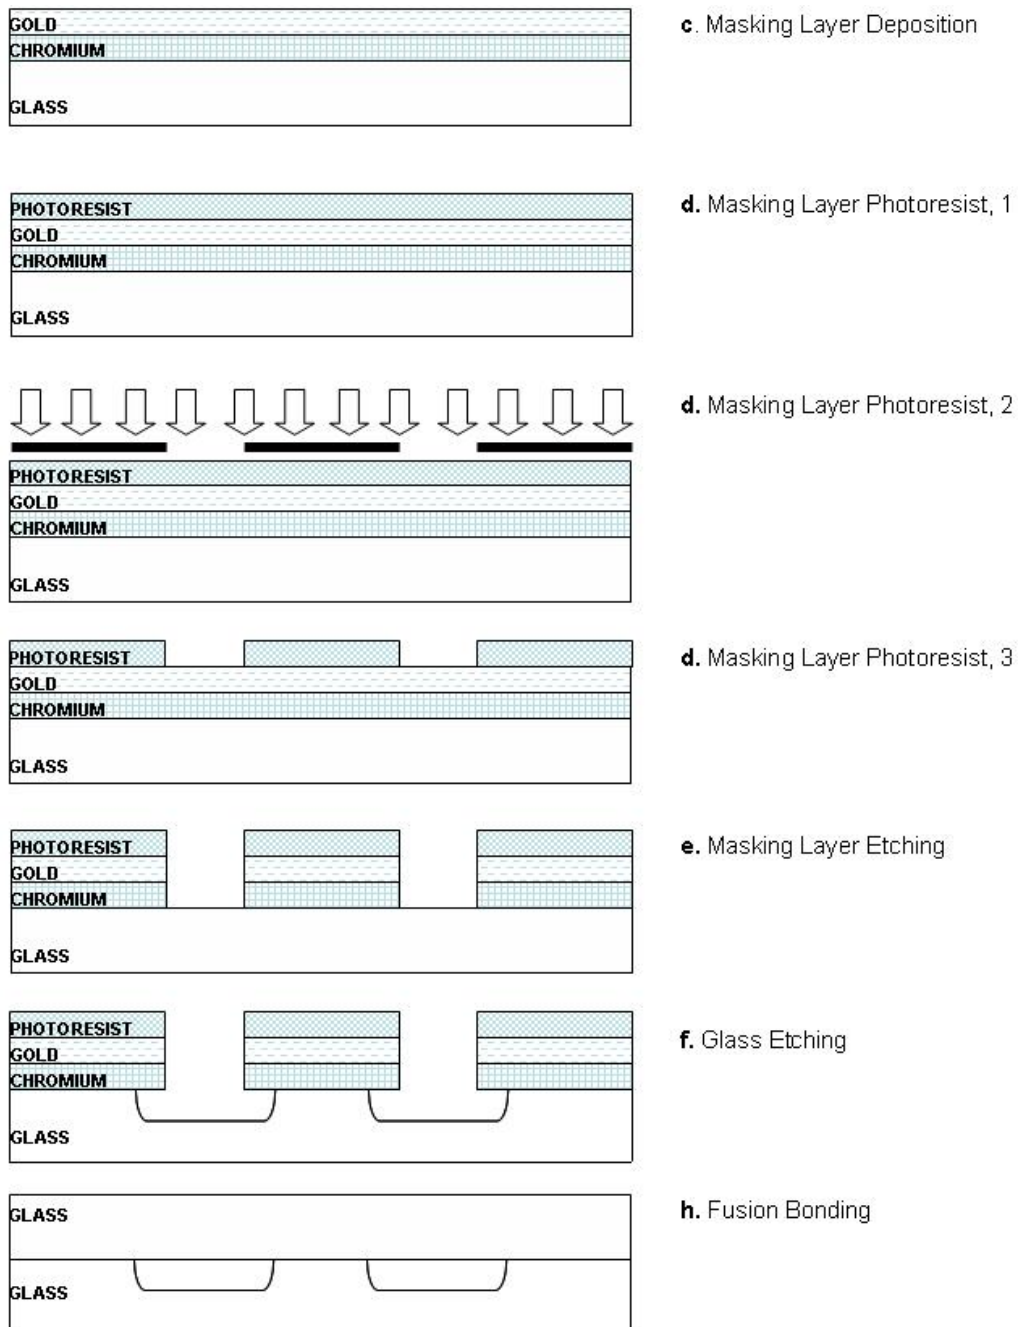 GOLD
CHROMIUM
GLASS
c. Masking Layer Deposition
PHOTORESIST
GOLD
CHROMIUM
GLASS
d. Masking Layer Photoresist, 1
PHOTORESIST
GOLD
CHROMIUM
GLASS
d. Masking Layer Photoresist, 2
PHOTORESIST
GOLD
CHROMIUM
GLASS
d. Masking Layer Photoresist, 3
PHOTORESIST
GOLD
CHROMIUM
GLASS
e. Masking Layer Etching
PHOTORESIST
GOLD
CHROMIUM
GLASS
f. Glass Etching
GLASS
GLASS
h. Fusion Bonding